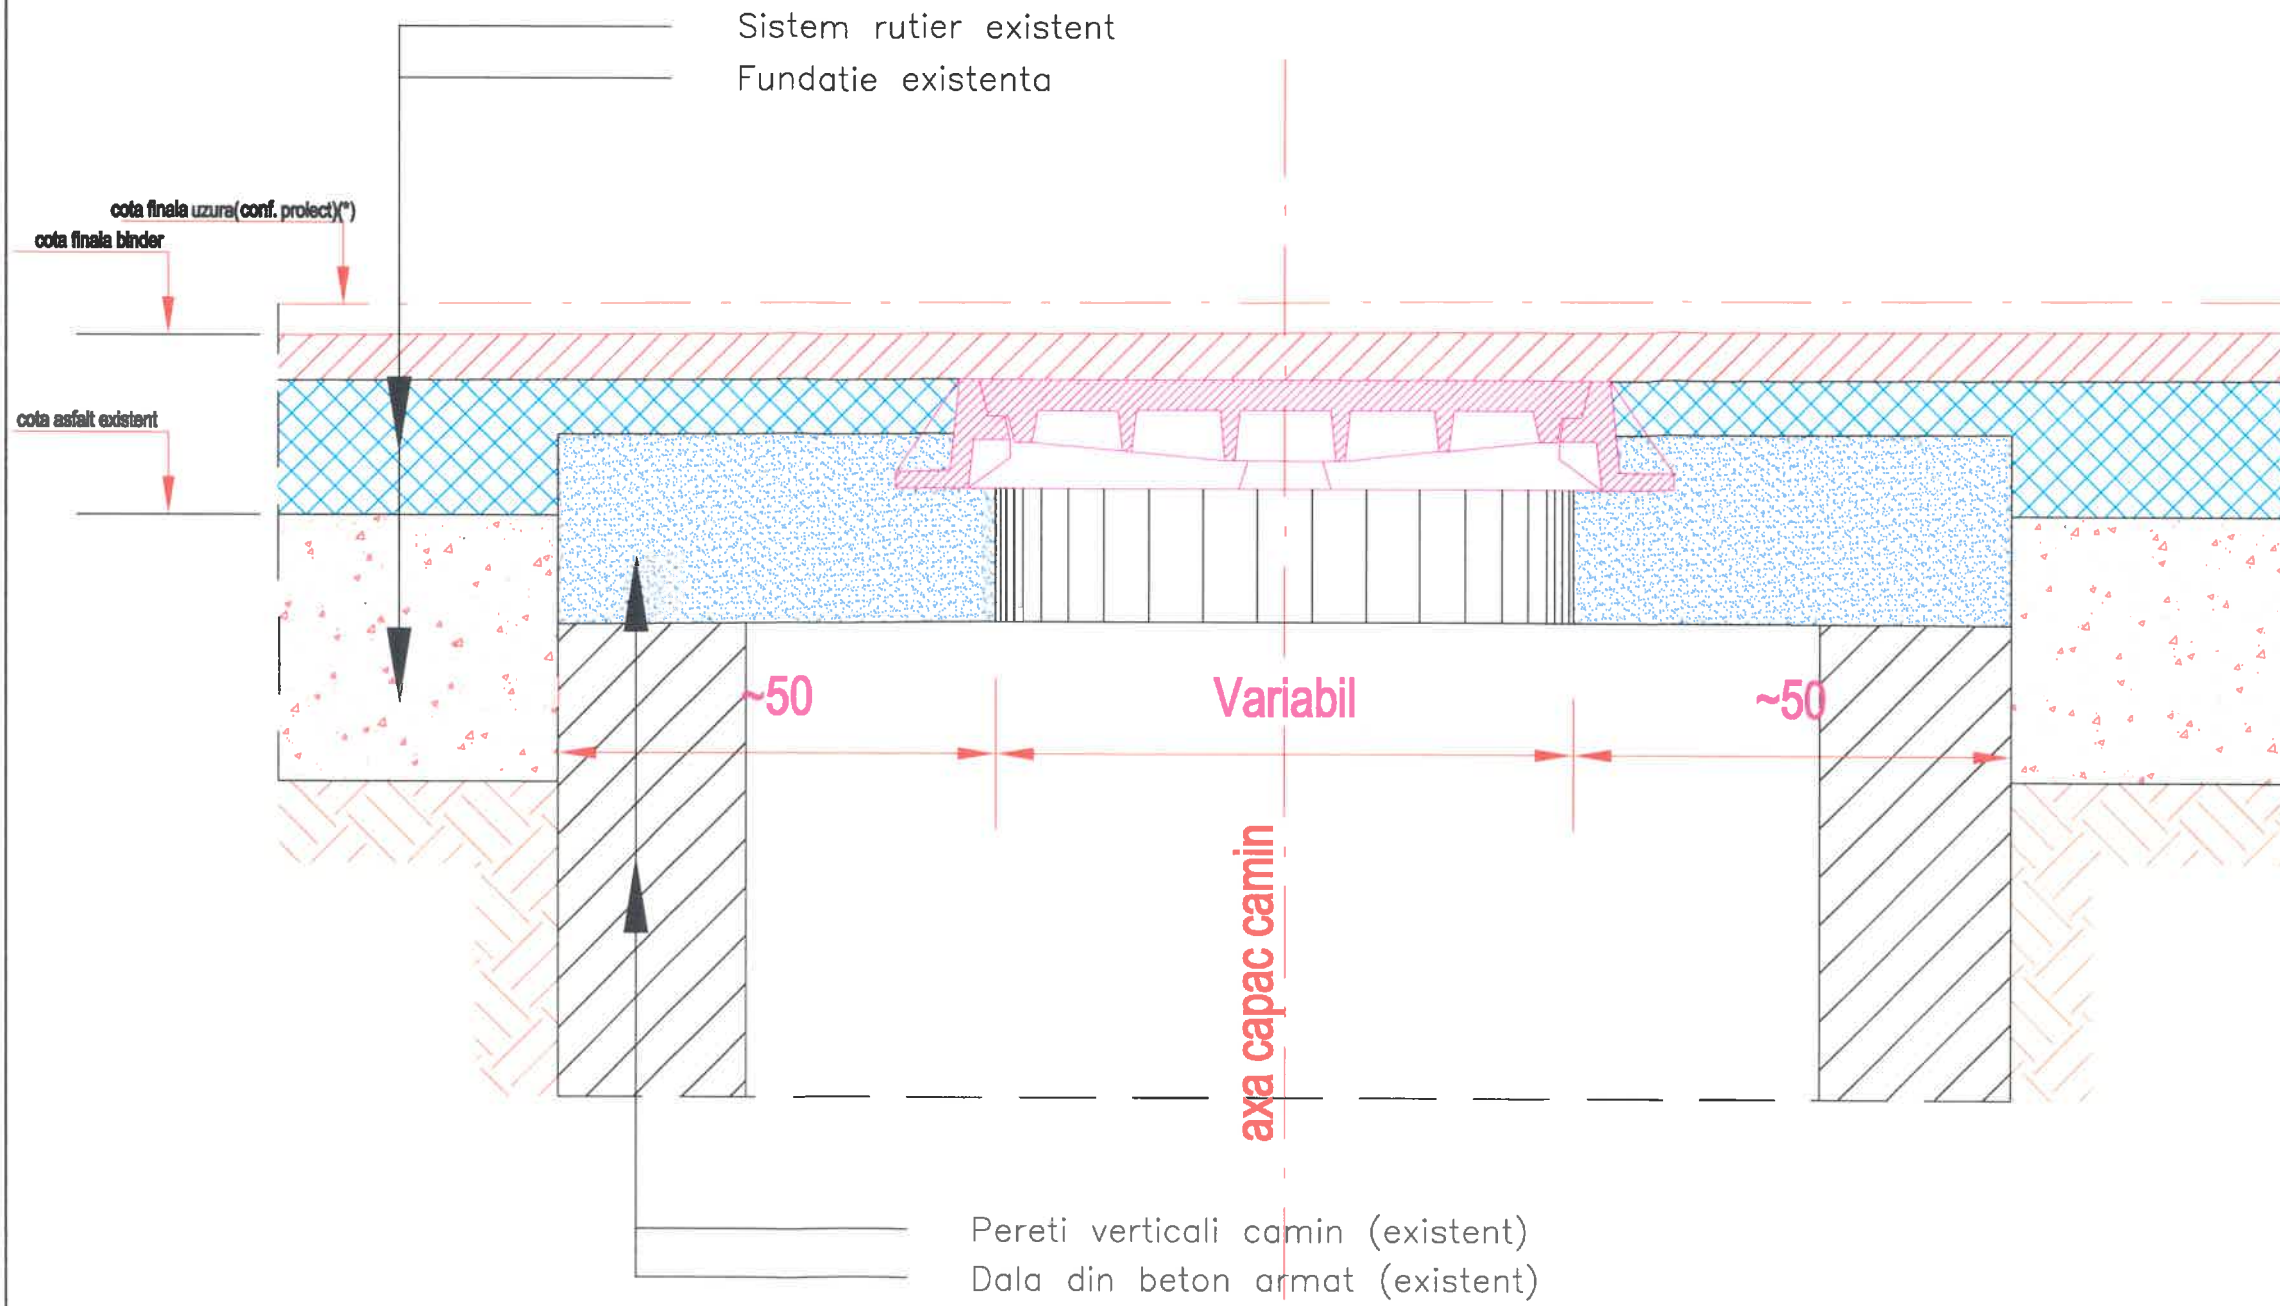 Sistem rutier existent
Fundatie existenta
cota finala uzura(conf. proiect)(*)
cota finala binder
cota asfalt existent
~50
Variabil
~50
axa capac camin
Pereti verticali camin (existent)
Dala din beton armat (existent)